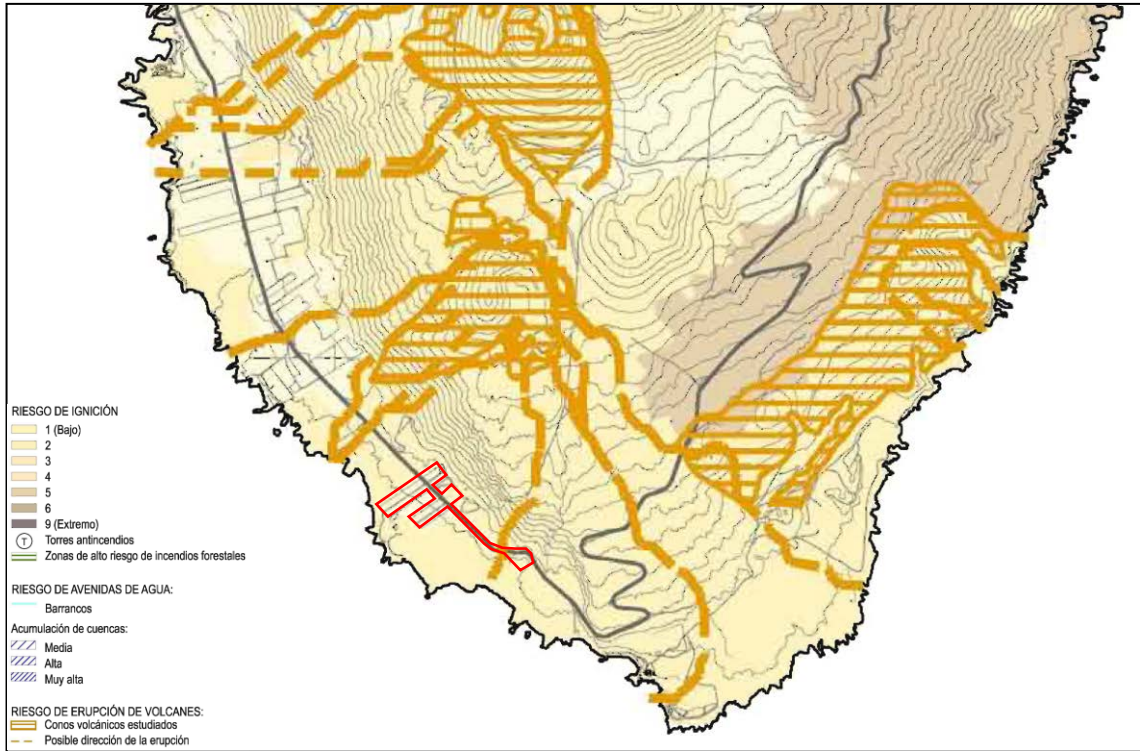 RIESGO DE IGNICIÓN
1 (Bajo)
2
3
4
5
6
9 (Extremo)
T Torres antincendios
Zonas de alto riesgo de incendios forestales
RIESGO DE AVENIDAS DE AGUA:
Barrancos
Acumulación de cuencas:
Media
Alta
Muy alta
RIESGO DE ERUPCIÓN DE VOLCANES:
Conos volcánicos estudiados
Posible dirección de la erupción